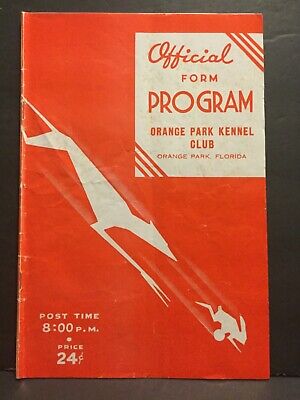 Official
FORM
PROGRAM
ORANGE PARK KENNEL
CLUB
ORANGE PARK, FLORIDA
POST TIME
8:00 P.M.
PRICE
24¢